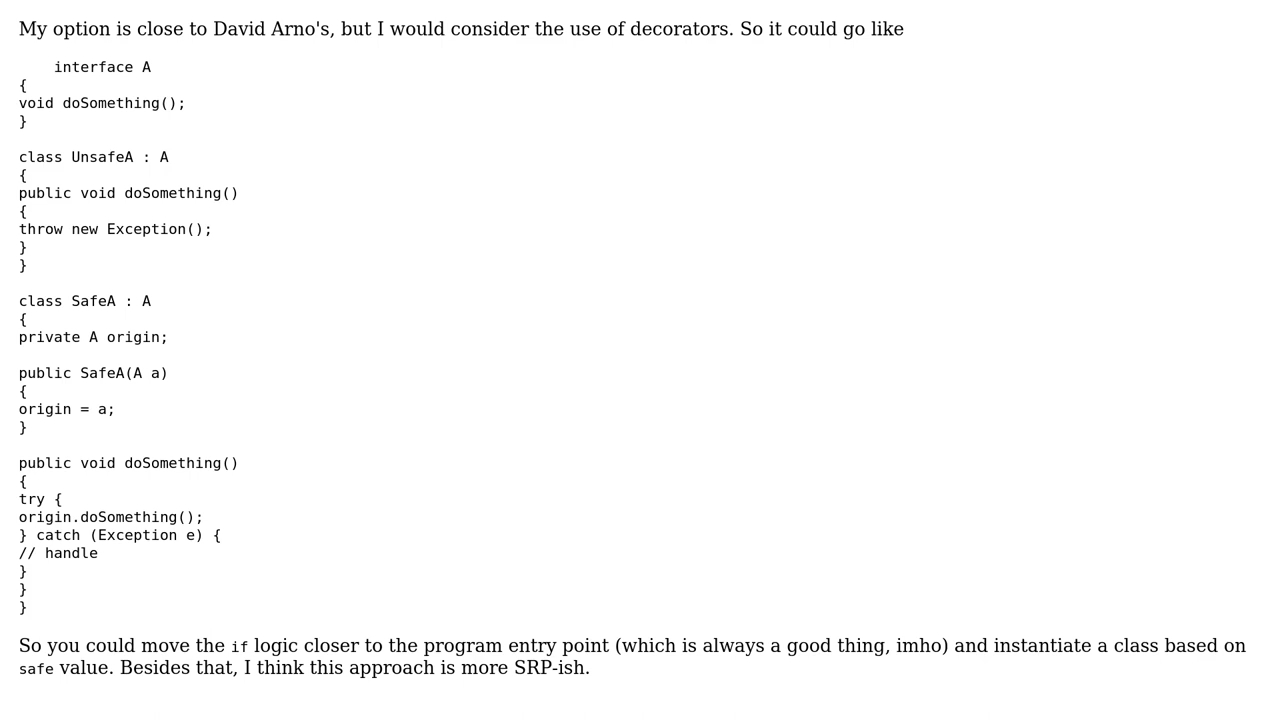 My option is close to David Arno's, but I would consider the use of decorators. So it could go like
interface A
{
void doSomething();
}
class UnsafeA : A
{
public void doSomething()
{
throw new Exception();
}
}
class SafeA : A
{
private A origin;
public SafeA(A a)
{
origin = a;
}
public void doSomething()
{
try {
origin.doSomething();
} catch (Exception e) {
// handle
}
}
}
So you could move the if logic closer to the program entry point (which is always a good thing, imho) and instantiate a class based on
safe value. Besides that, I think this approach is more SRP-ish.